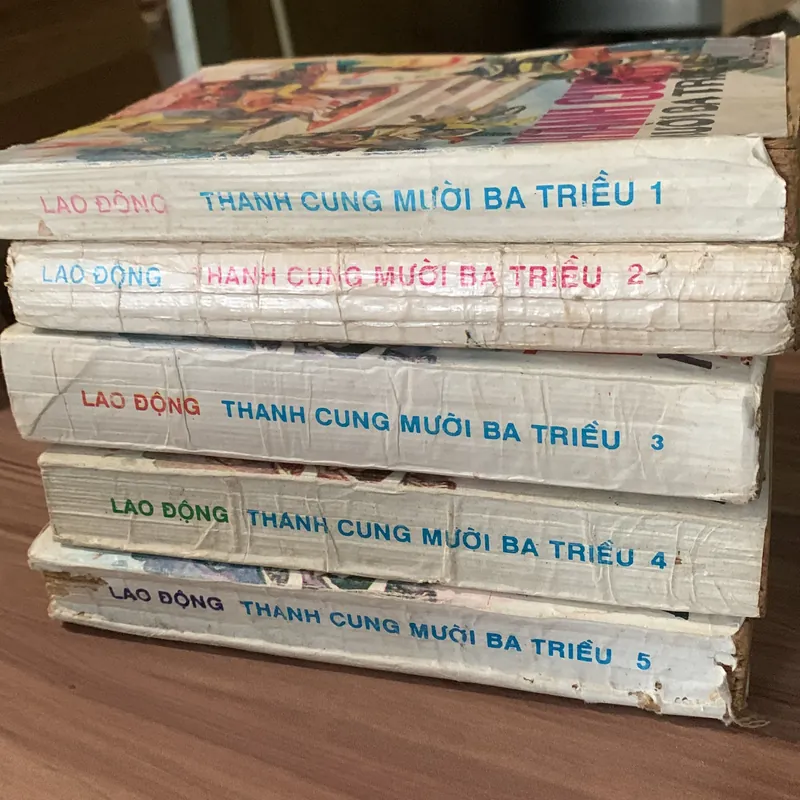 LAO ĐỘNG THANH CUNG MƯỜI BA TRIỀU 1
LAO ĐỘNG HANH CUNG MƯỜI BA TRIỀU 2
LAO ĐỘNG THANH CUNG MƯỜI BA TRIỀU 3
LAO ĐỘNG THANH CUNG MƯỜI BA TRIỀU 4
LAO ĐỘNG THANH CUNG MƯỜI BA TRIỀU 5